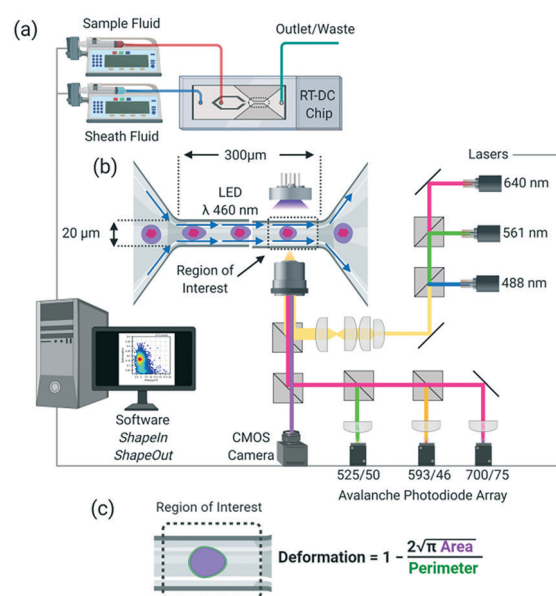 (a)
Sample Fluid
Outlet/Waste
RT-DC
Chip
Sheath Fluid
(b)
300µm
Lasers
640 nm
LED
λ 460 nm
561 nm
20 µm
488 nm
Region of
Interest
Software
ShapeIn
ShapeOut
CMOS
Camera
525/50
593/46
700/75
Avalanche Photodiode Array
(c)
Region of Interest
Deformation = 1 - 2√π Area
Perimeter